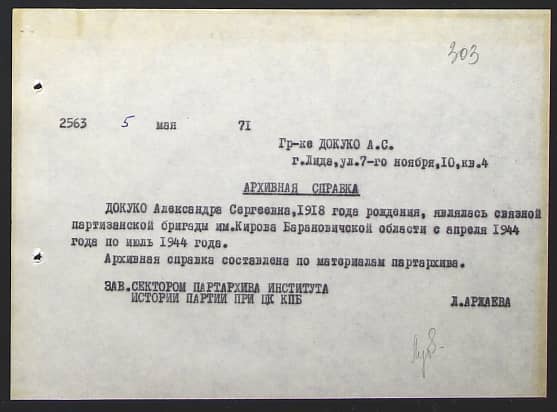 303
2563 5 мая 71
Гр-ке ДОКУКО А.С.
г.Лида,ул.7-го ноября,10,кв.4
АРХИВНАЯ СПРАВКА
ДОКУКО Александра Сергеевна,1918 года рождения, являлась связной
партизанской бригады им.Кирова Барановичской области с апреля 1944
года по июль 1944 года.
Архивная справка составлена по материалам партархива.
ЗАВ.СЕКТОРОМ ПАРТАРХИВА ИНСТИТУТА
ИСТОРИИ ПАРТИИ ПРИ ЦК КПБ Л.АРЖАЕВА